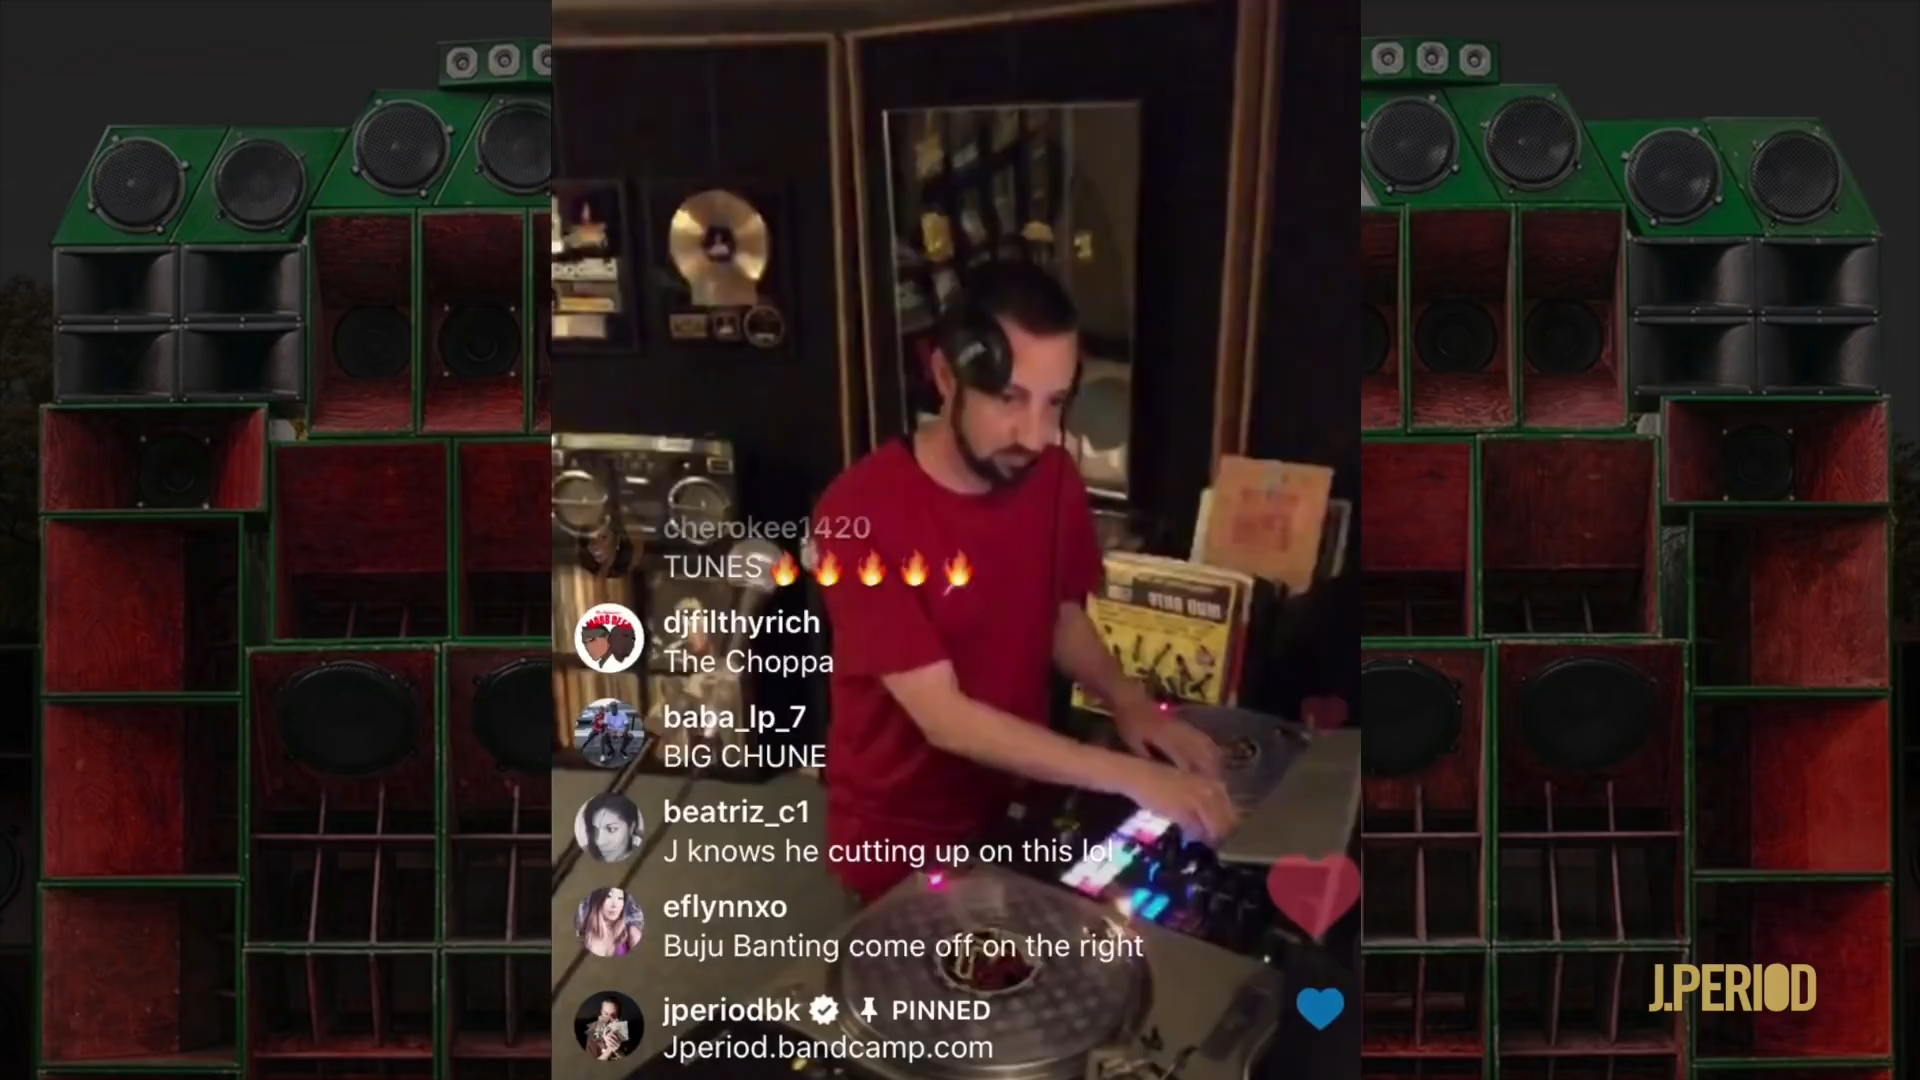 cherokee1420
TUNES🔥🔥🔥🔥🔥
djfilthyrich
The Choppa
baba_lp_7
BIG CHUNE
beatriz_c1
J knows he cutting up on this lol
eflynnxo
Buju Banting come off on the right
jperiodbk PINNED
Jperiod.bandcamp.com
J.PERIOD